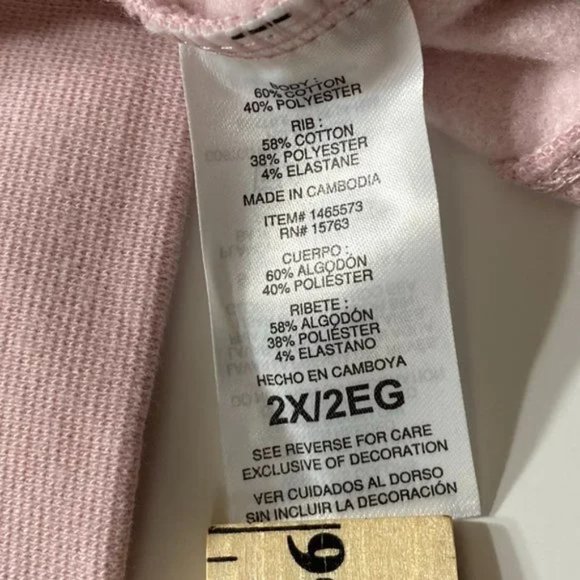 BODY :
60% COTTON
40% POLYESTER
RIB :
58% COTTON
38% POLYESTER
4% ELASTANE
MADE IN CAMBODIA
ITEM# 1465573
RN# 15763
CUERPO :
60% ALGODÓN
40% POLIÉSTER
RIBETE :
58% ALGODÓN
38% POLIÉSTER
4% ELASTANO
HECHO EN CAMBOYA
2X/2EG
SEE REVERSE FOR CARE
EXCLUSIVE OF DECORATION
VER CUIDADOS AL DORSO
SIN INCLUIR LA DECORACIÓN
9